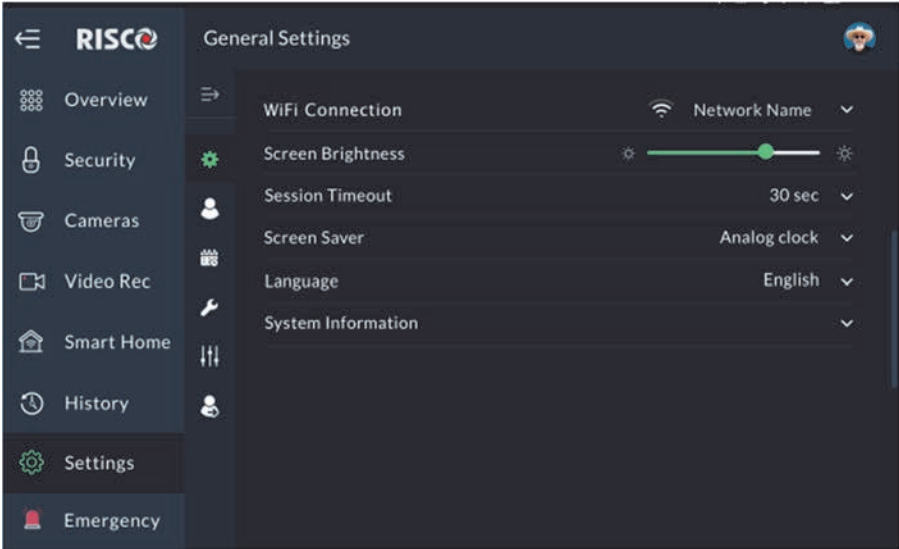 RISCO
General Settings
Overview
Security
Cameras
Video Rec
Smart Home
History
Settings
Emergency
WiFi Connection Network Name
Screen Brightness
Session Timeout 30 sec
Screen Saver Analog clock
Language English
System Information